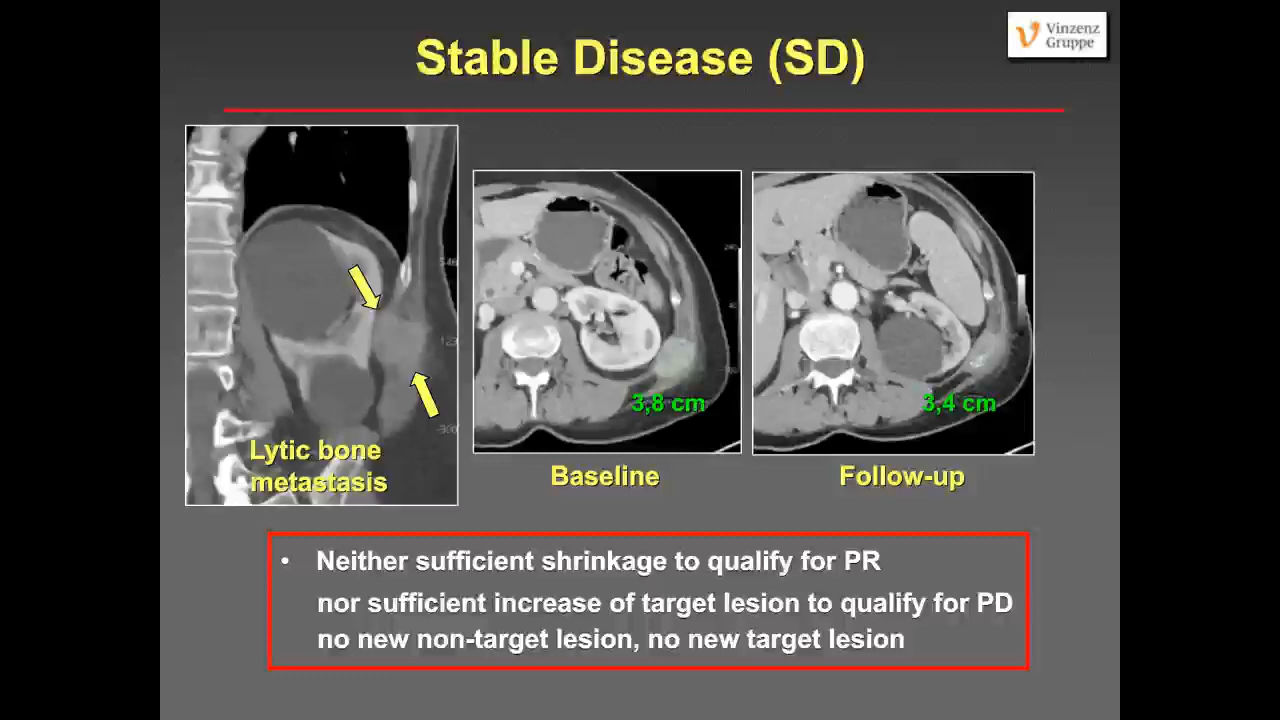 Vinzenz
Gruppe
Stable Disease (SD)
Lytic bone
metastasis
3,8 cm
3,4 cm
Baseline
Follow-up
• Neither sufficient shrinkage to qualify for PR
nor sufficient increase of target lesion to qualify for PD
no new non-target lesion, no new target lesion